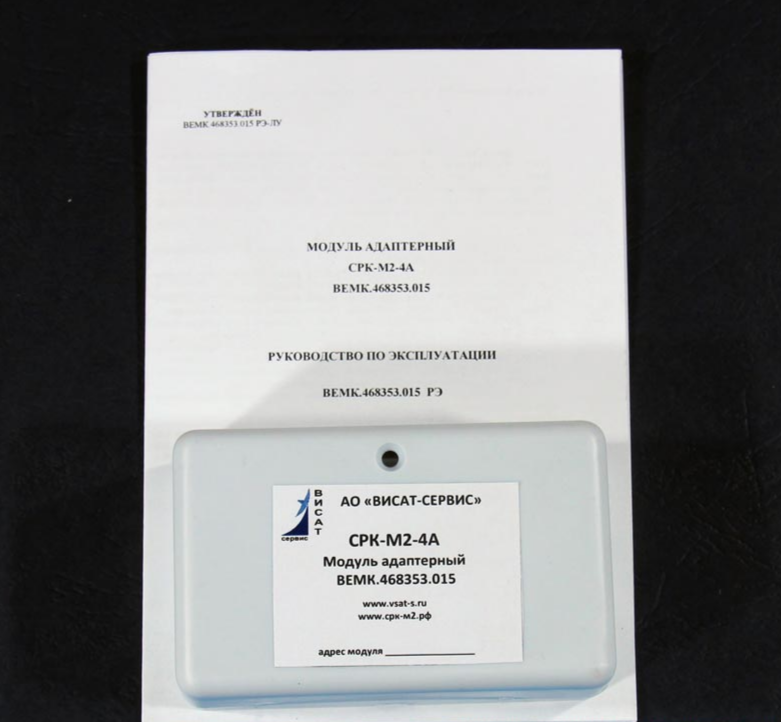 УТВЕРЖДЁН
ВЕМК.468353.015 РЭ-ЛУ
МОДУЛЬ АДАПТЕРНЫЙ
СРК-М2-4А
ВЕМК.468353.015
РУКОВОДСТВО ПО ЭКСПЛУАТАЦИИ
ВЕМК.468353.015 РЭ
ВИСАТ
сервис
АО «ВИСАТ-СЕРВИС»
СРК-М2-4А
Модуль адаптерный
ВЕМК.468353.015
www.vsat-s.ru
www.срк-м2.рф
адрес модуля